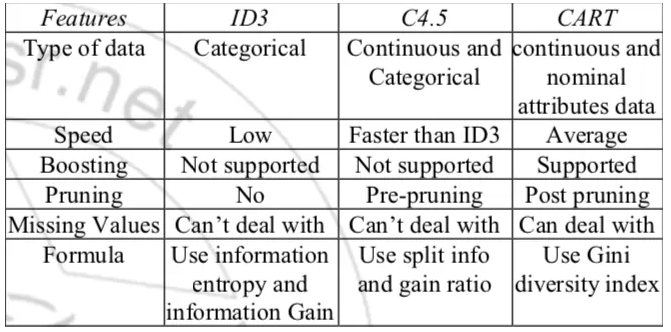 Features ID3 C4.5 CART
Type of data Categorical Continuous and continuous and
Categorical nominal
attributes data
Speed Low Faster than ID3 Average
Boosting Not supported Not supported Supported
Pruning No Pre-pruning Post pruning
Missing Values Can't deal with Can't deal with Can deal with
Formula Use information Use split info Use Gini
entropy and and gain ratio diversity index
information Gain
sr.net